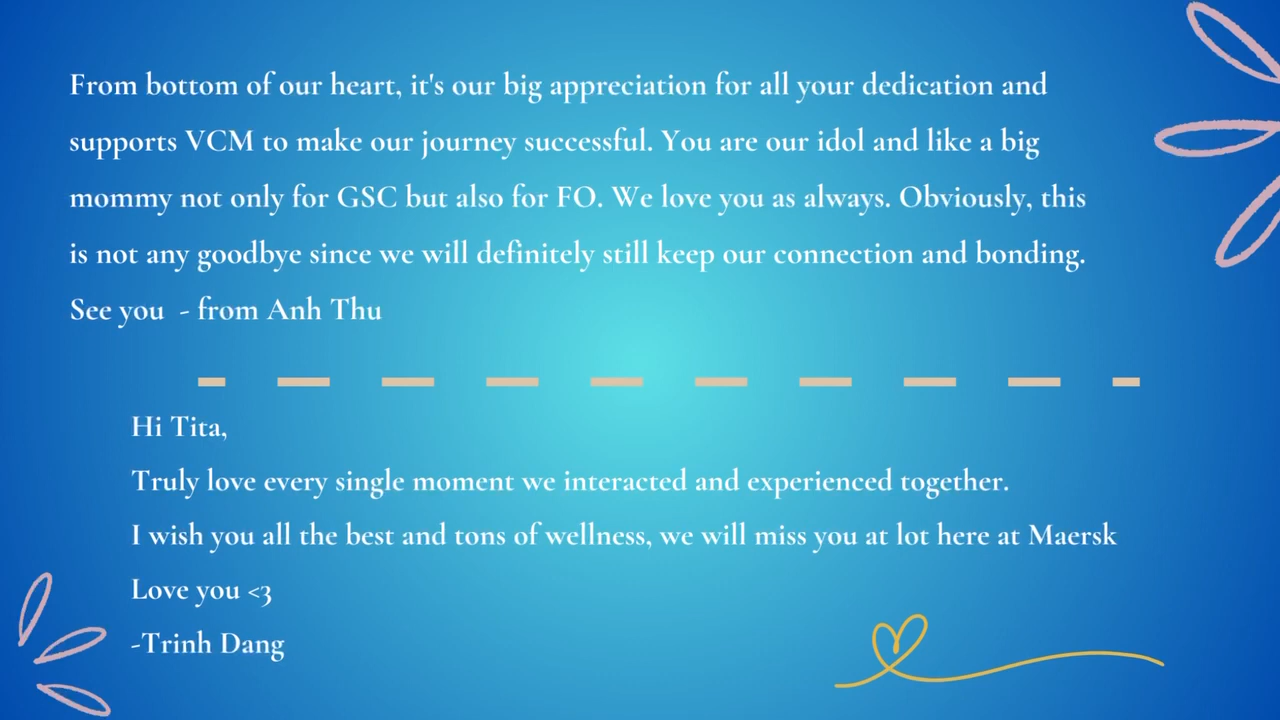 From bottom of our heart, it's our big appreciation for all your dedication and
supports VCM to make our journey successful. You are our idol and like a big
mommy not only for GSC but also for FO. We love you as always. Obviously, this
is not any goodbye since we will definitely still keep our connection and bonding.
See you  - from Anh Thu
Hi Tita,
Truly love every single moment we interacted and experienced together.
I wish you all the best and tons of wellness, we will miss you at lot here at Maersk
Love you <3
-Trinh Dang